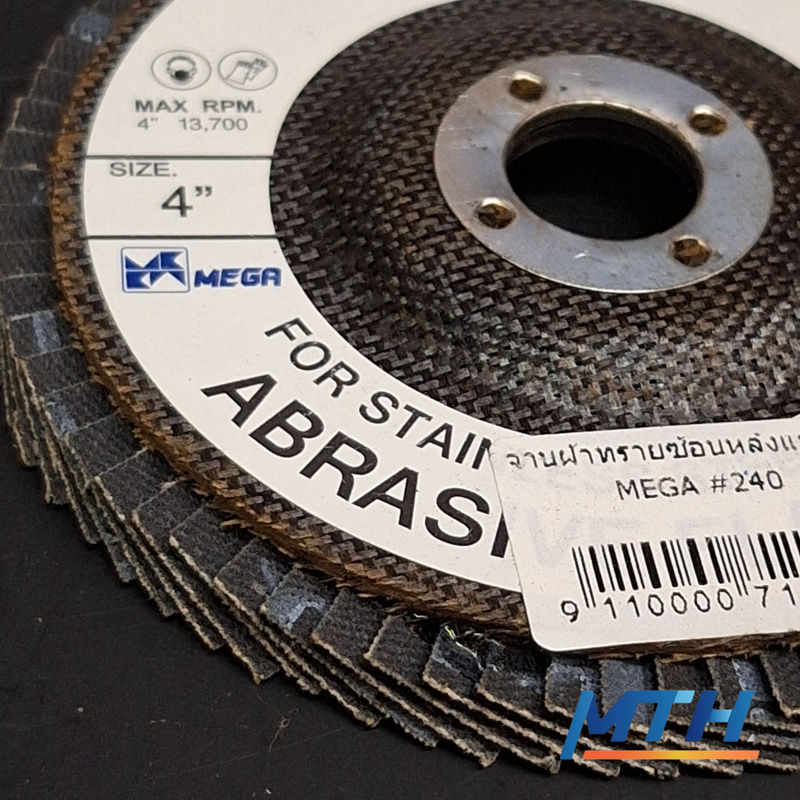 MAX RPM.
4" 13,700
SIZE.
4"
MEGA
FOR STAIN
ABRASI
จานผ้าทรายซ้อนหลังแ
MEGA #240
9 110000 71
MTH